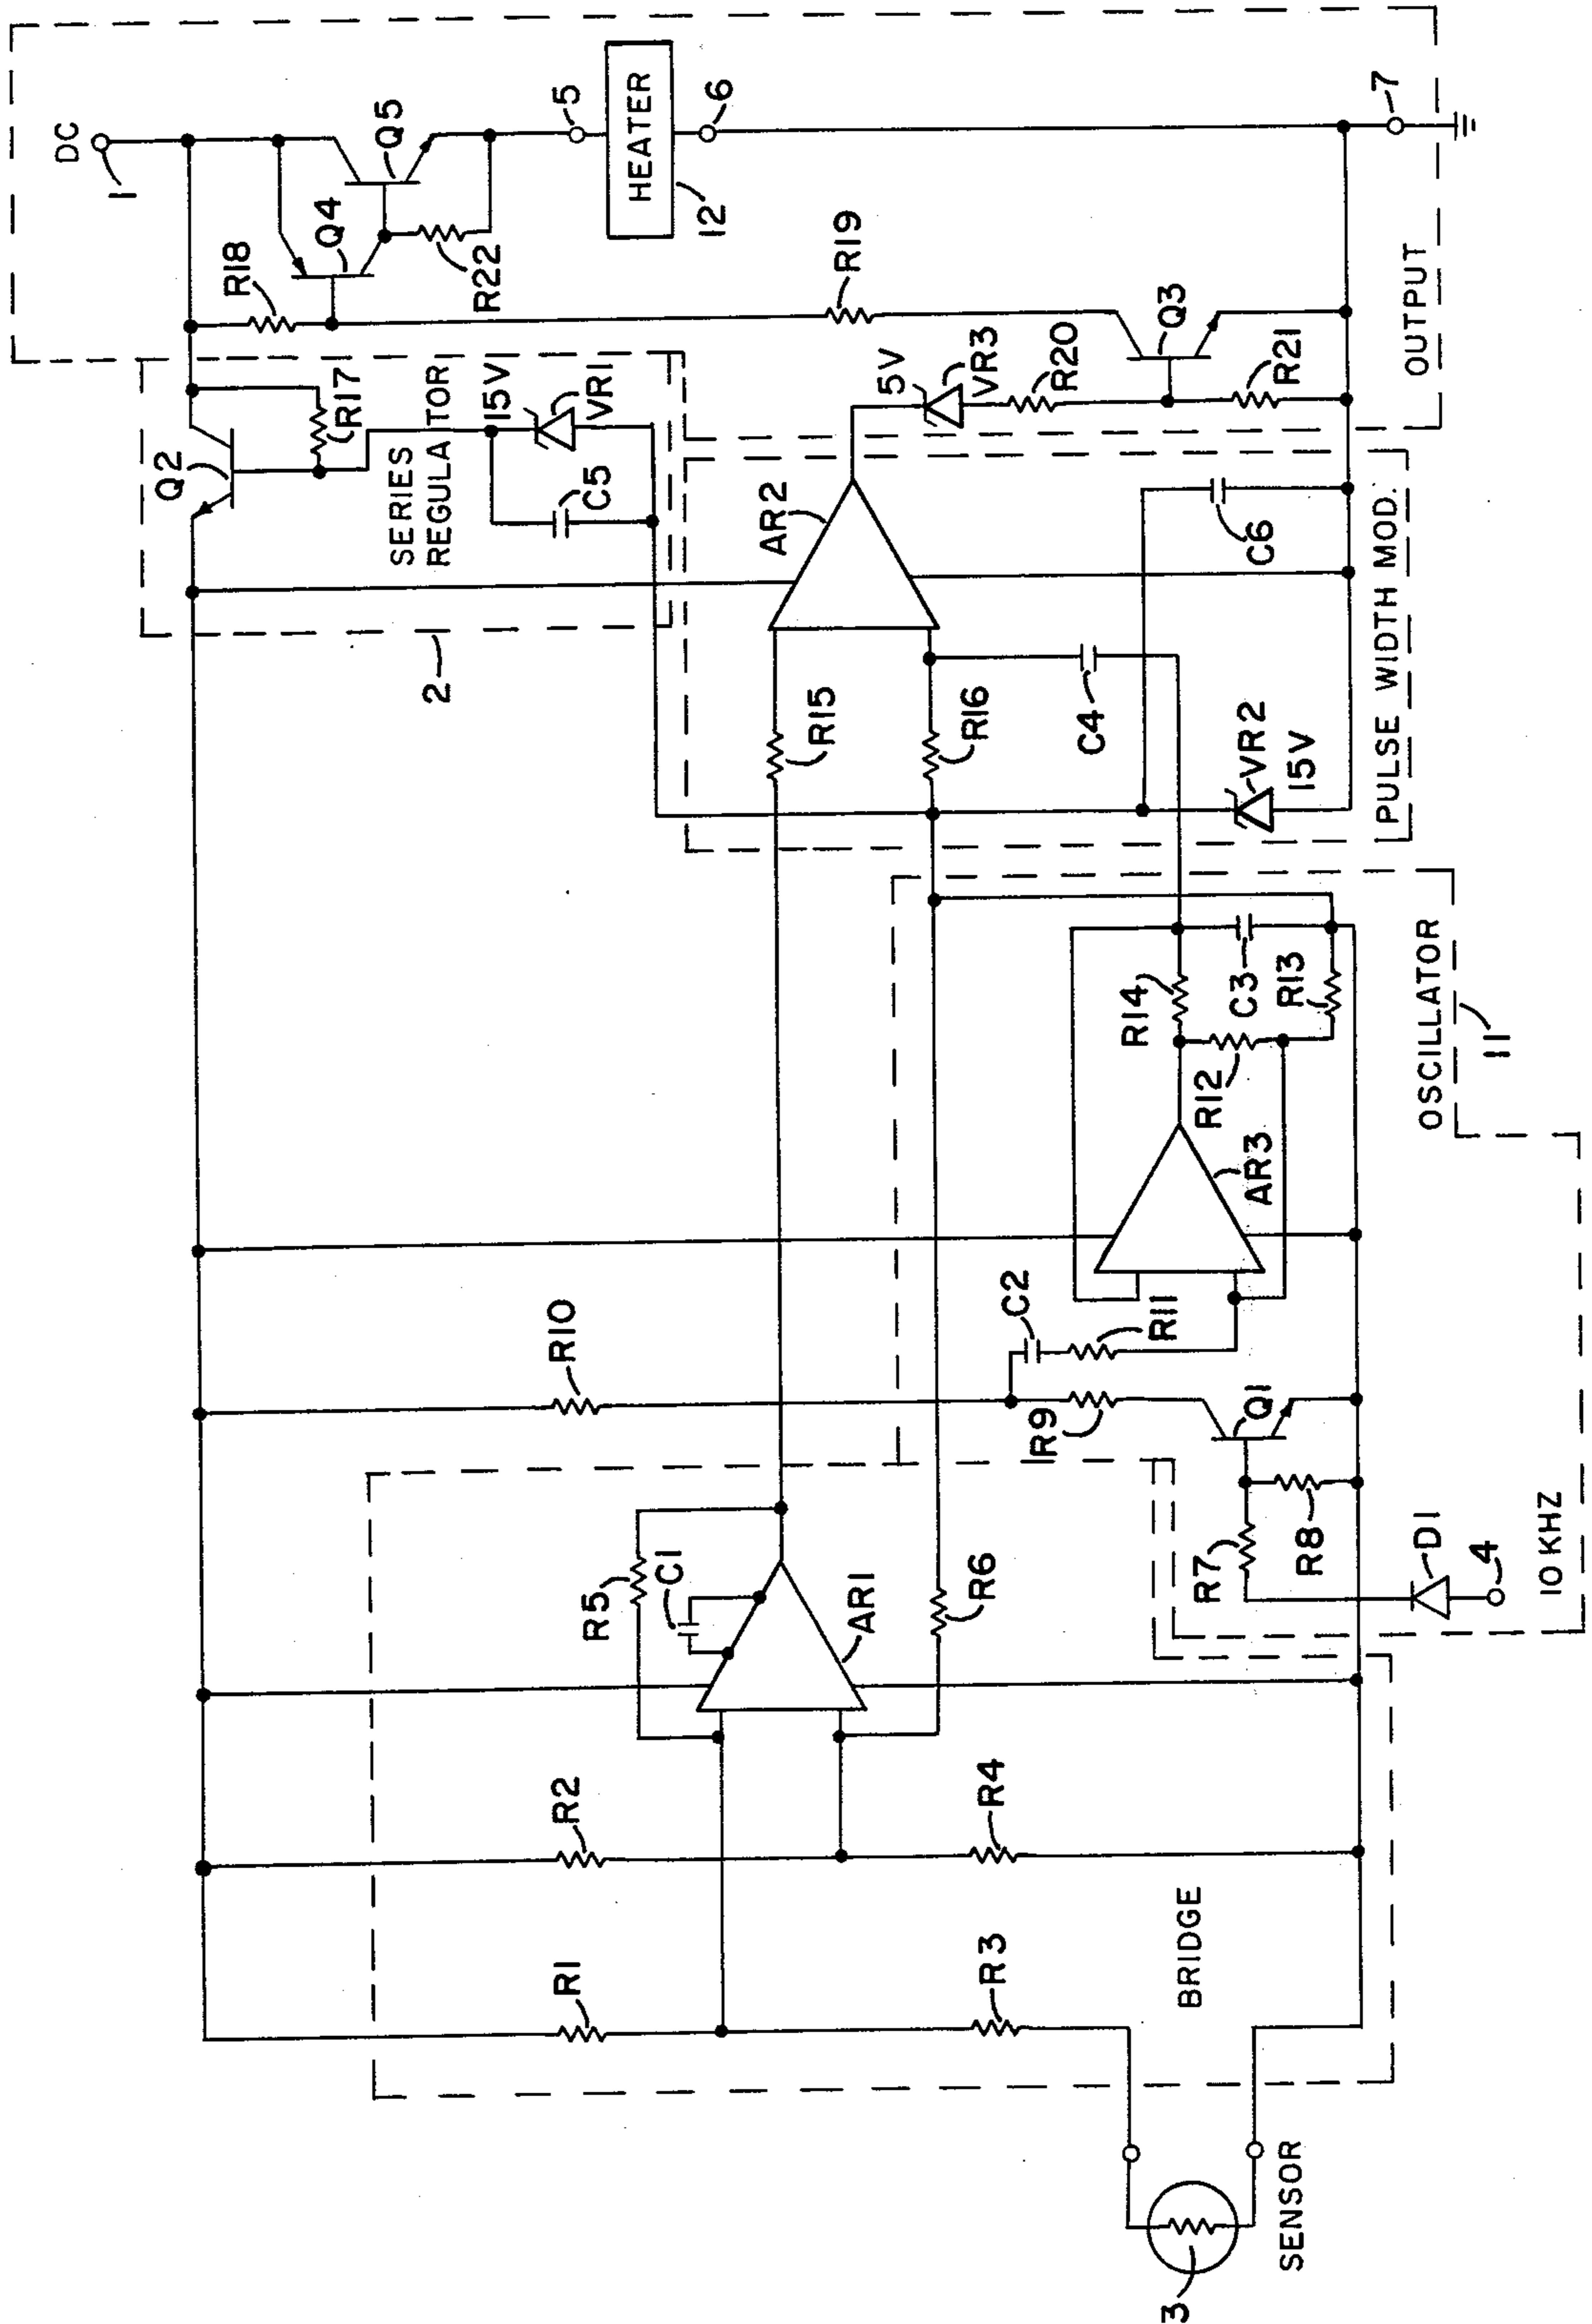 DC
1
Q5
Q4
5
HEATER
6
7
12
R18
R22
R19
Q3
OUTPUT
R17
Q2
15V
VR1
5V
VR3
R20
R21
SERIES
REGULATOR
C5
2
AR2
C6
PULSE WIDTH MOD.
R15
R16
C4
VR2
15V
OSCILLATOR
11
R14
C3
R13
R12
AR3
R10
C2
R11
R9
Q1
10KHZ
R5
C1
AR1
R6
R7
R8
D1
4
R2
R4
R1
R3
BRIDGE
3
SENSOR